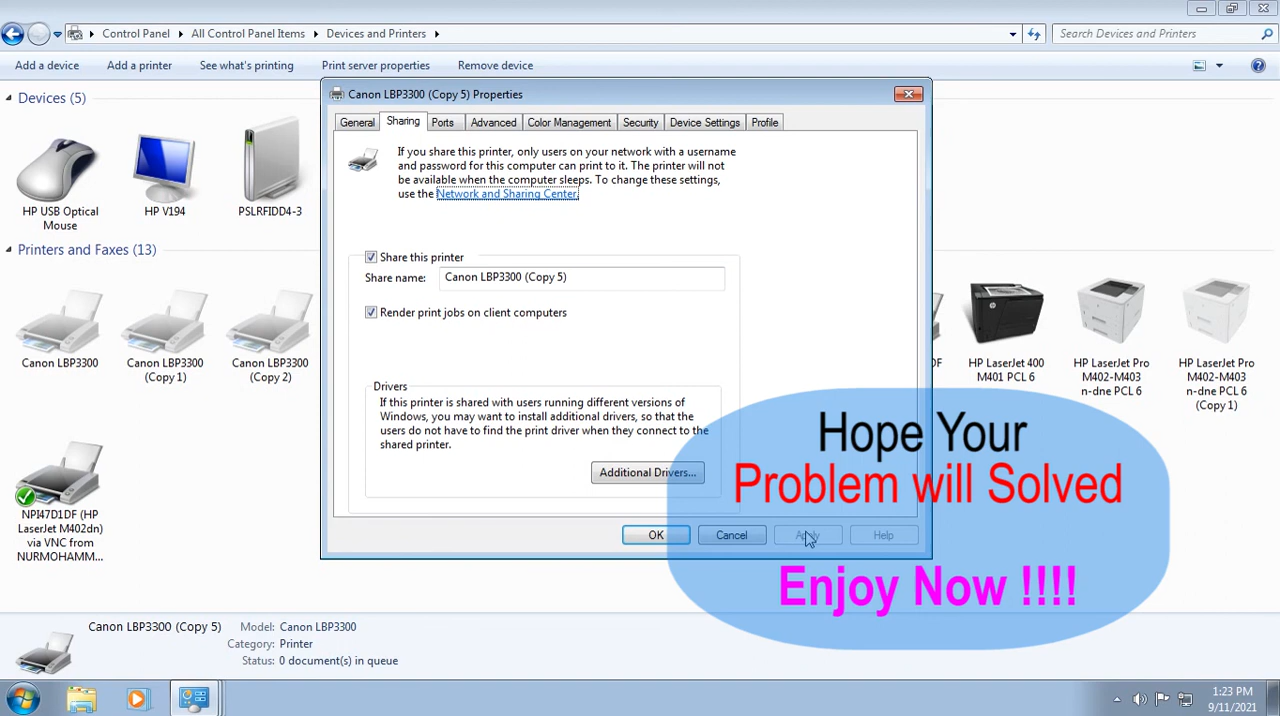 Control Panel
All Control Panel Items
Devices and Printers
Search Devices and Printers
Add a device
Add a printer
See what's printing
Print server properties
Remove device
Devices (5)
HP USB Optical
Mouse
HP V194
PSLRFIDD4-3
Printers and Faxes (13)
Canon LBP3300
Canon LBP3300
(Copy 1)
Canon LBP3300
(Copy 2)
HP LaserJet 400
M401 PCL 6
HP LaserJet Pro
M402-M403
n-dne PCL 6
HP LaserJet Pro
M402-M403
n-dne PCL 6
(Copy 1)
NPI47D1DF (HP
LaserJet M402dn)
via VNC from
NURMOHAMM...
Canon LBP3300 (Copy 5) Properties
General
Sharing
Ports
Advanced
Color Management
Security
Device Settings
Profile
If you share this printer, only users on your network with a username
and password for this computer can print to it. The printer will not
be available when the computer sleeps. To change these settings,
use the Network and Sharing Center.
Share this printer
Share name:
Canon LBP3300 (Copy 5)
Render print jobs on client computers
Drivers
If this printer is shared with users running different versions of
Windows, you may want to install additional drivers, so that the
users do not have to find the print driver when they connect to the
shared printer.
Additional Drivers...
OK
Cancel
Apply
Help
Hope Your
Problem will Solved
Enjoy Now !!!!
Canon LBP3300 (Copy 5)
Model: Canon LBP3300
Category: Printer
Status: 0 document(s) in queue
1:23 PM
9/11/2021